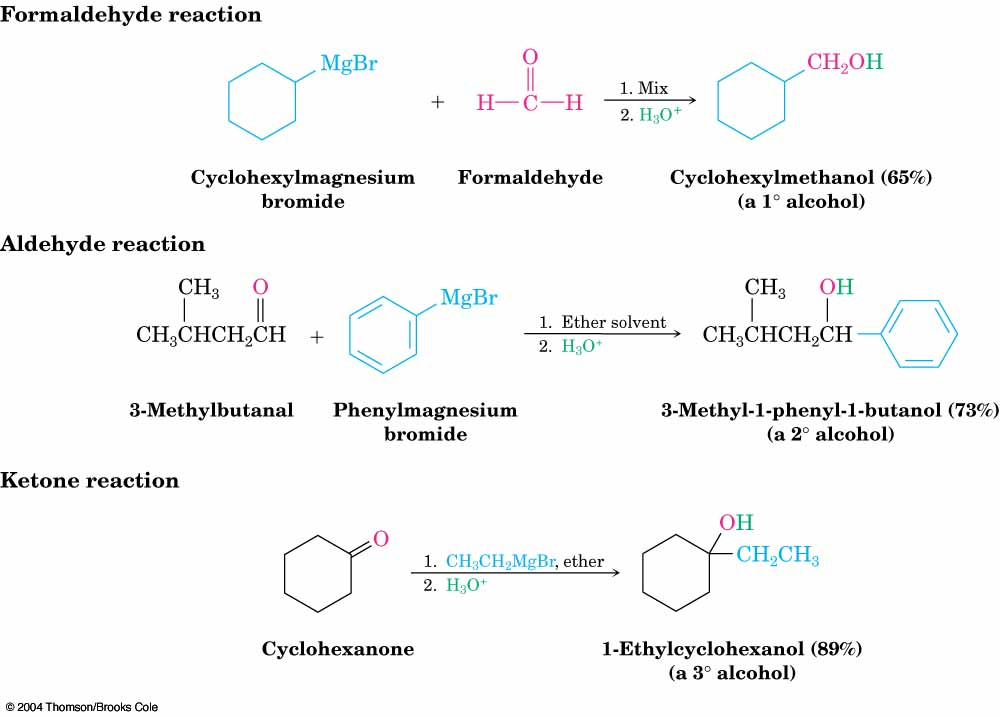 Formaldehyde reaction
MgBr
+
O
H—C—H
1. Mix
2. H₃O⁺
CH₂OH
Cyclohexylmagnesium
bromide
Formaldehyde
Cyclohexylmethanol (65%)
(a 1° alcohol)
Aldehyde reaction
CH₃ O
CH₃CHCH₂CH
+
MgBr
1. Ether solvent
2. H₃O⁺
CH₃ OH
CH₃CHCH₂CH
3-Methylbutanal
Phenylmagnesium
bromide
3-Methyl-1-phenyl-1-butanol (73%)
(a 2° alcohol)
Ketone reaction
O
1. CH₃CH₂MgBr, ether
2. H₃O⁺
OH
CH₂CH₃
Cyclohexanone
1-Ethylcyclohexanol (89%)
(a 3° alcohol)
© 2004 Thomson/Brooks Cole